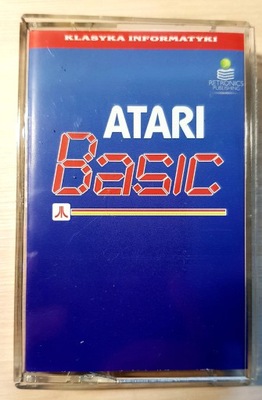 KLASYKA INFORMATYKI
RETRONICS
PUBLISHING
ATARI
BASIC